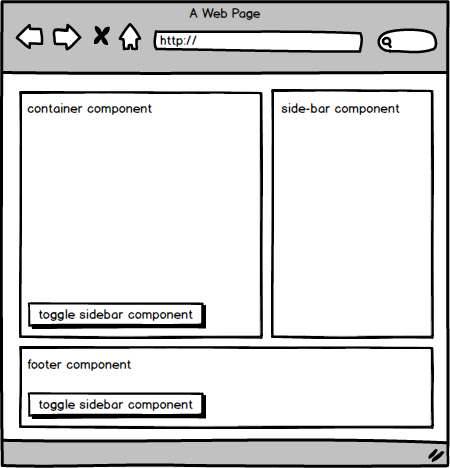 A Web Page
http://
container component
side-bar component
toggle sidebar component
footer component
toggle sidebar component